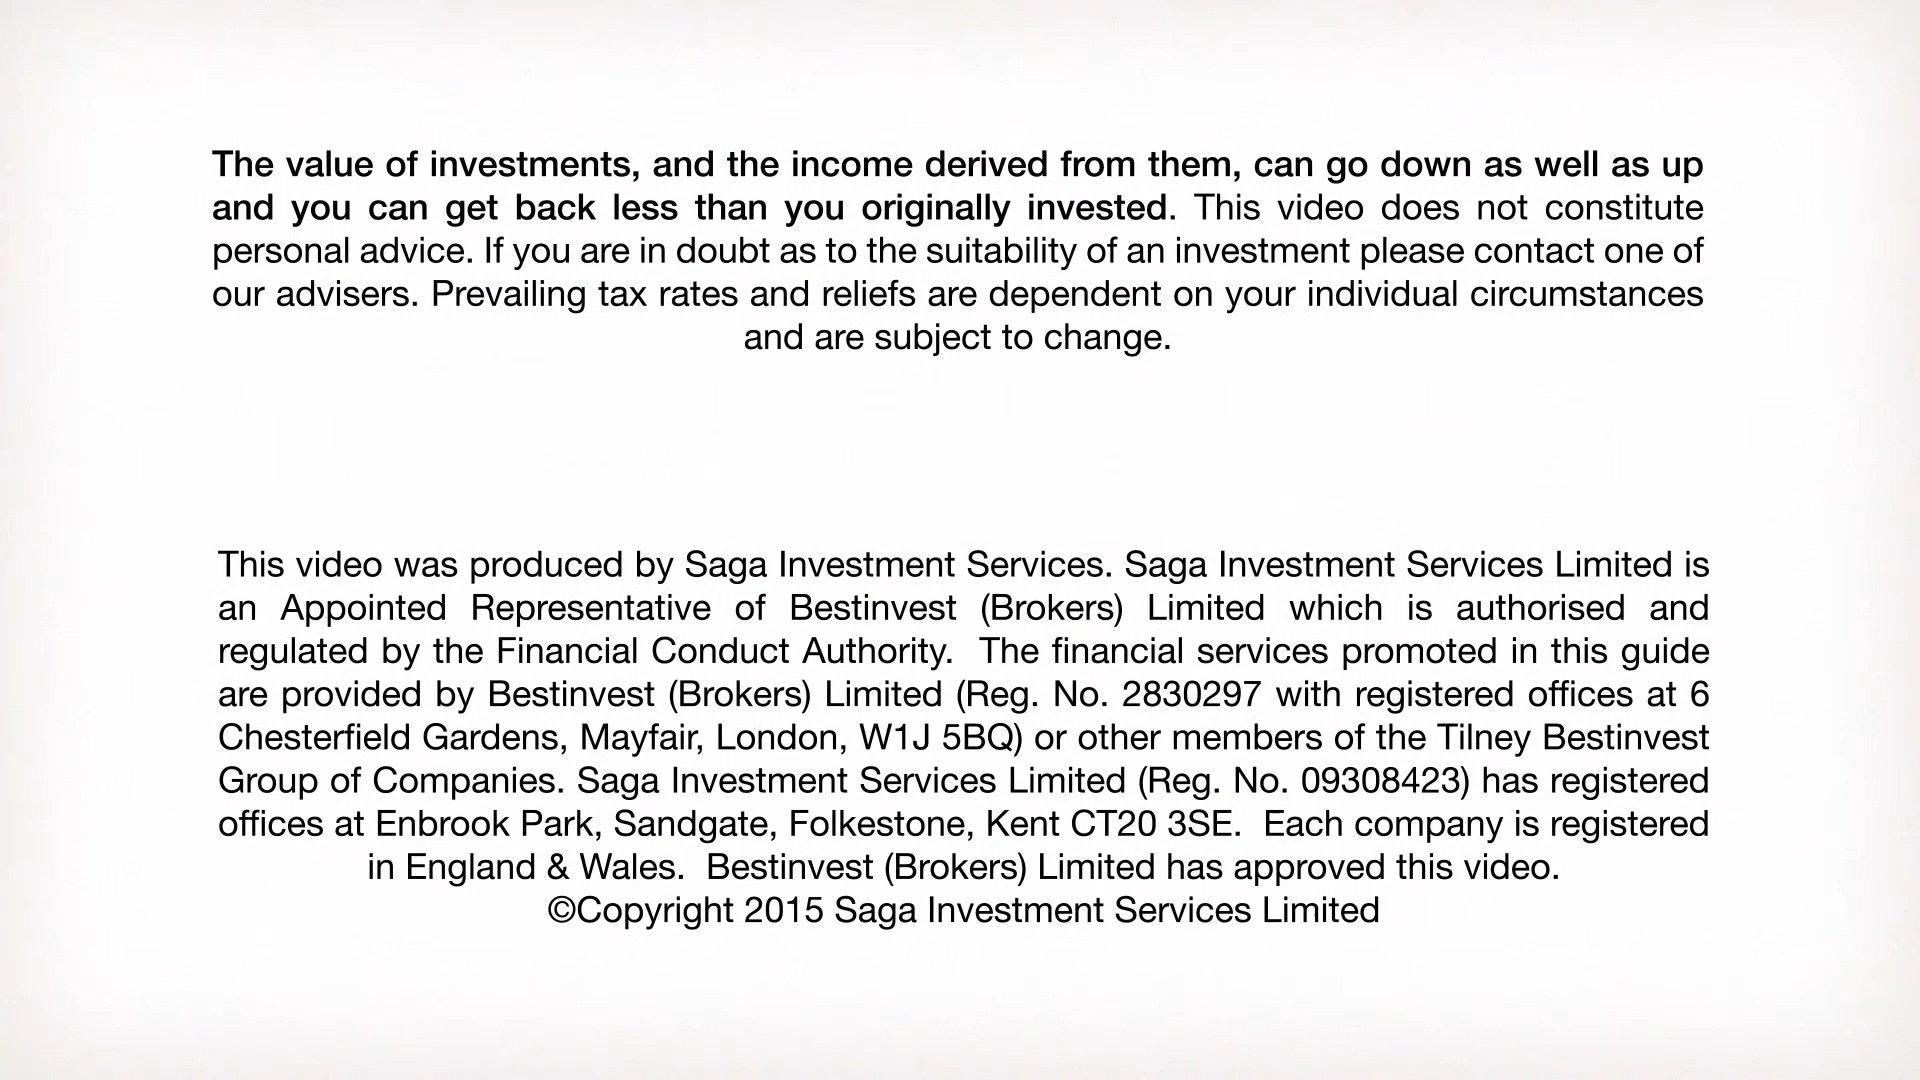 The value of investments, and the income derived from them, can go down as well as up
and you can get back less than you originally invested. This video does not constitute
personal advice. If you are in doubt as to the suitability of an investment please contact one of
our advisers. Prevailing tax rates and reliefs are dependent on your individual circumstances
and are subject to change.
This video was produced by Saga Investment Services. Saga Investment Services Limited is
an Appointed Representative of Bestinvest (Brokers) Limited which is authorised and
regulated by the Financial Conduct Authority.  The financial services promoted in this guide
are provided by Bestinvest (Brokers) Limited (Reg. No. 2830297 with registered offices at 6
Chesterfield Gardens, Mayfair, London, W1J 5BQ) or other members of the Tilney Bestinvest
Group of Companies. Saga Investment Services Limited (Reg. No. 09308423) has registered
offices at Enbrook Park, Sandgate, Folkestone, Kent CT20 3SE.  Each company is registered
in England & Wales.  Bestinvest (Brokers) Limited has approved this video.
©Copyright 2015 Saga Investment Services Limited